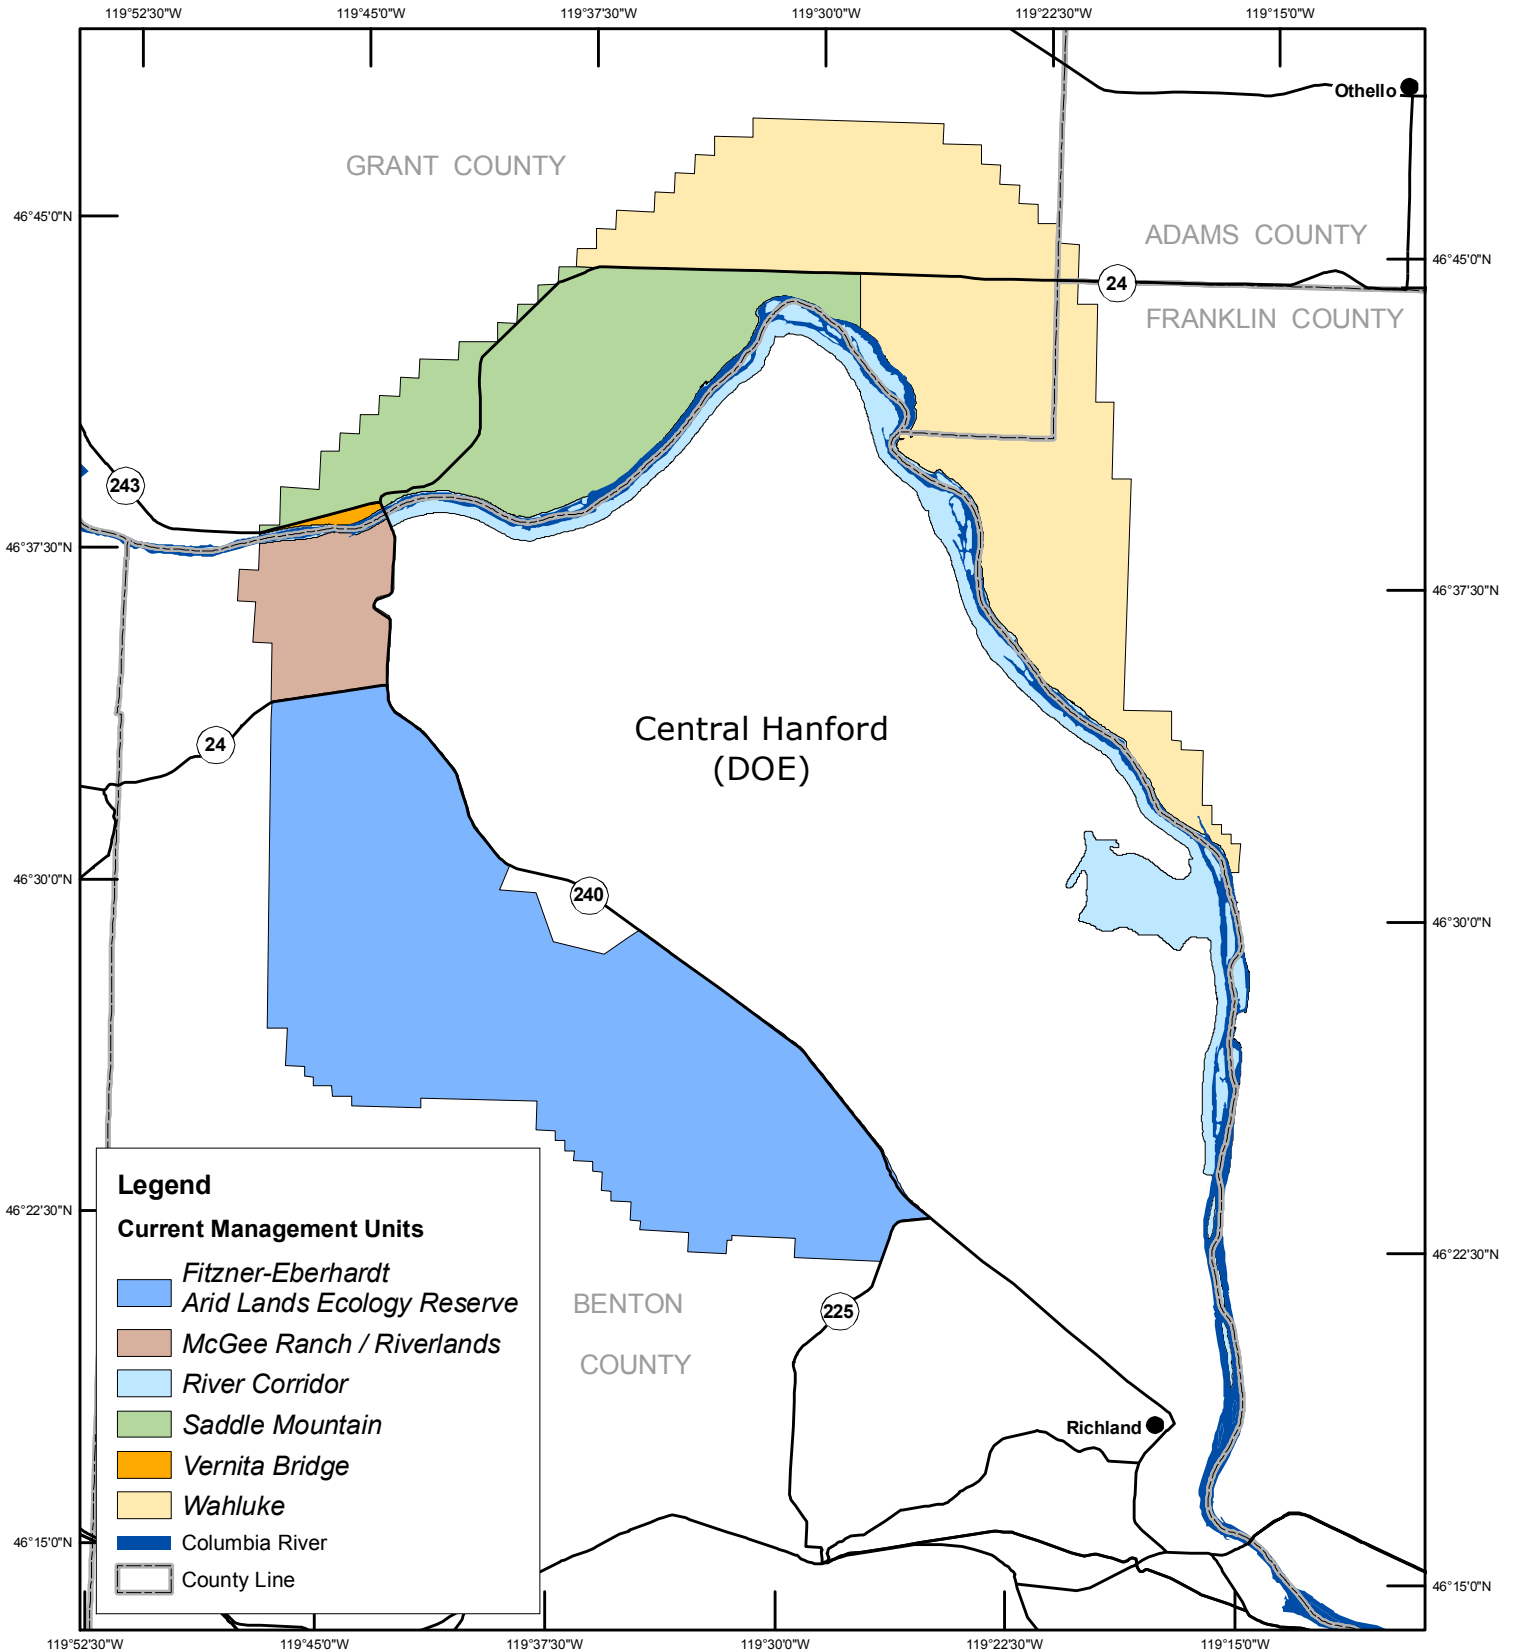 119°52'30"W
119°45'0"W
119°37'30"W
119°30'0"W
119°22'30"W
119°15'0"W
Othello
GRANT COUNTY
46°45'0"N
ADAMS COUNTY
46°45'0"N
24
FRANKLIN COUNTY
243
46°37'30"N
46°37'30"N
Central Hanford
(DOE)
24
46°30'0"N
240
46°30'0"N
46°22'30"N
46°22'30"N
Legend
Current Management Units
Fitzner-Eberhardt
Arid Lands Ecology Reserve
McGee Ranch / Riverlands
River Corridor
Saddle Mountain
Vernita Bridge
Wahluke
Columbia River
County Line
BENTON
COUNTY
225
Richland
46°15'0"N
46°15'0"N
119°52'30"W
119°45'0"W
119°37'30"W
119°30'0"W
119°22'30"W
119°15'0"W